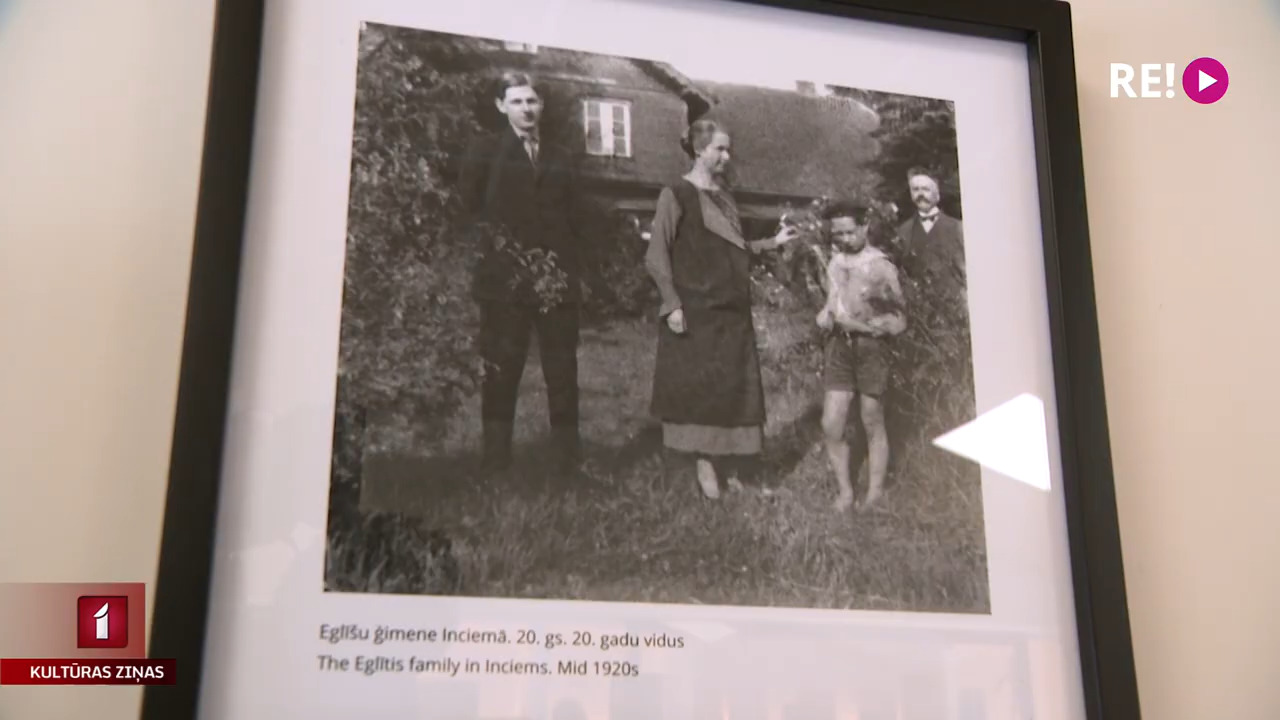 RE!
Eglīšu ģimene Inciemā. 20. gs. 20. gadu vidus
The Eglītis family in Inciems. Mid 1920s
1
KULTŪRAS ZIŅAS